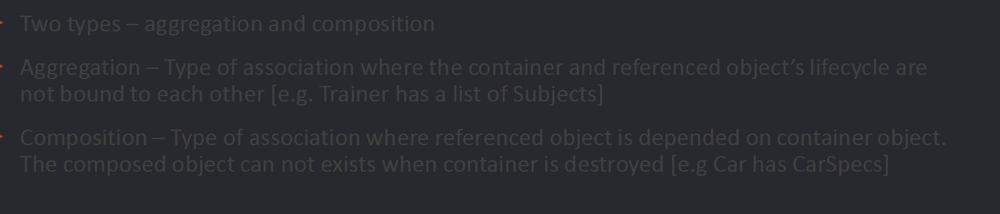 Two types – aggregation and composition
Aggregation – Type of association where the container and referenced object’s lifecycle are
not bound to each other [e.g. Trainer has a list of Subjects]
Composition – Type of association where referenced object is depended on container object.
The composed object can not exists when container is destroyed [e.g Car has CarSpecs]